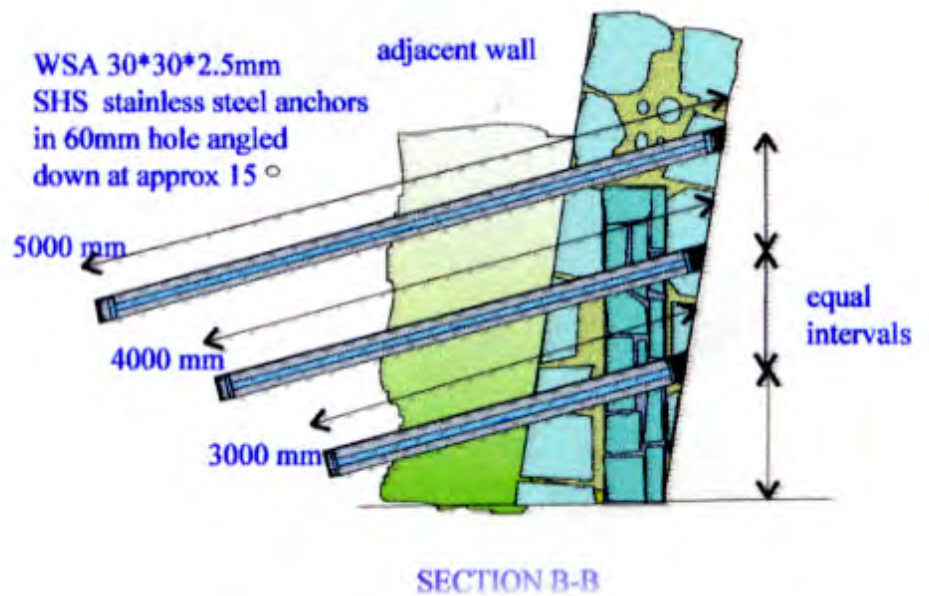 WSA 30*30*2.5mm
SHS stainless steel anchors
in 60mm hole angled
down at approx 15 °
adjacent wall
5000 mm
4000 mm
3000 mm
equal
intervals
SECTION B-B